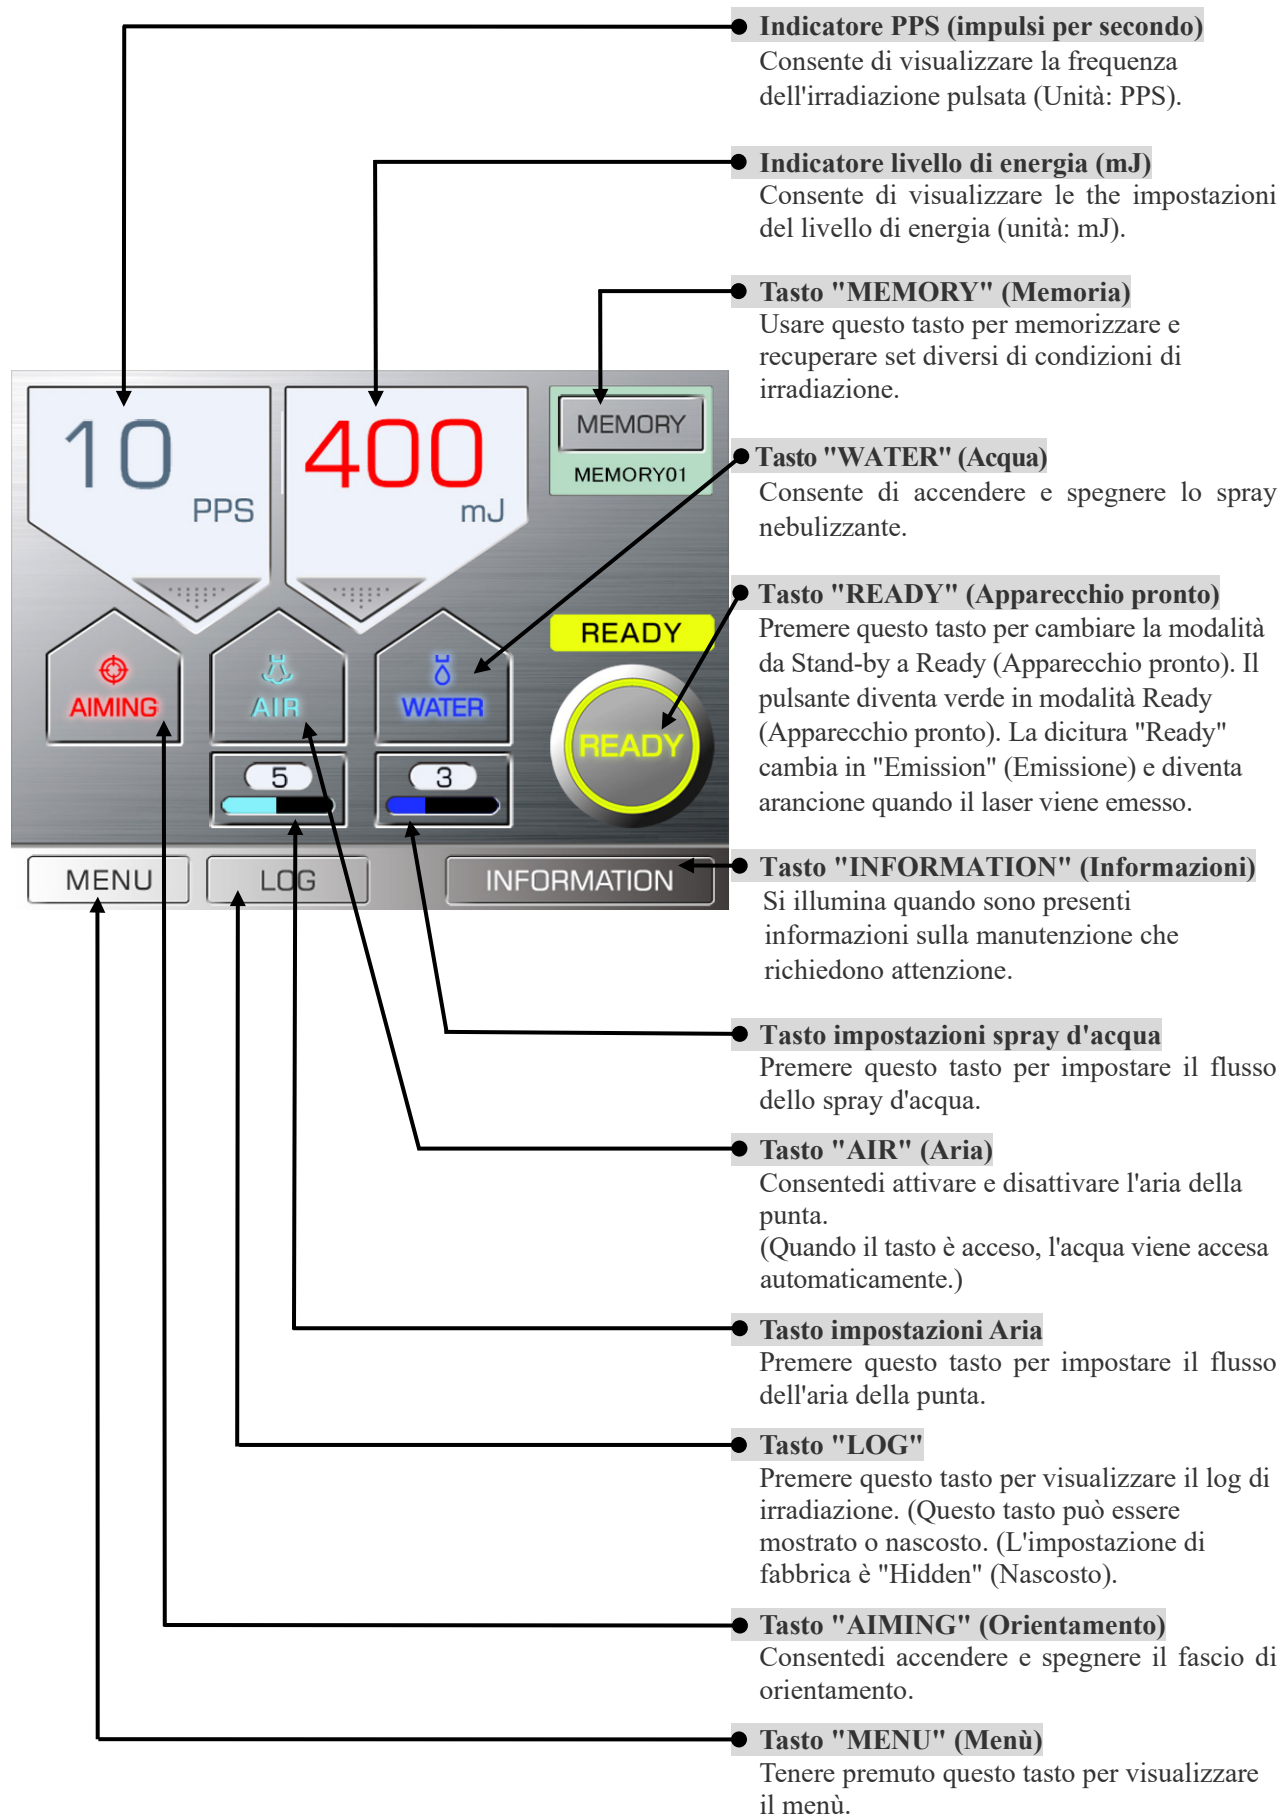 Indicatore PPS (impulsi per secondo)
Consente di visualizzare la frequenza
dell'irradiazione pulsata (Unità: PPS).
Indicatore livello di energia (mJ)
Consente di visualizzare le the impostazioni
del livello di energia (unità: mJ).
Tasto "MEMORY" (Memoria)
Usare questo tasto per memorizzare e
recuperare set diversi di condizioni di
irradiazione.
10
PPS
400
mJ
MEMORY
MEMORY01
Tasto "WATER" (Acqua)
Consente di accendere e spegnere lo spray
nebulizzante.
Tasto "READY" (Apparecchio pronto)
Premere questo tasto per cambiare la modalità
da Stand-by a Ready (Apparecchio pronto). Il
pulsante diventa verde in modalità Ready
(Apparecchio pronto). La dicitura "Ready"
cambia in "Emission" (Emissione) e diventa
arancione quando il laser viene emesso.
AIMING
AIR
WATER
READY
READY
5
3
MENU
LOG
INFORMATION
Tasto "INFORMATION" (Informazioni)
Si illumina quando sono presenti
informazioni sulla manutenzione che
richiedono attenzione.
Tasto impostazioni spray d'acqua
Premere questo tasto per impostare il flusso
dello spray d'acqua.
Tasto "AIR" (Aria)
Consentedi attivare e disattivare l'aria della
punta.
(Quando il tasto è acceso, l'acqua viene accesa
automaticamente.)
Tasto impostazioni Aria
Premere questo tasto per impostare il flusso
dell'aria della punta.
Tasto "LOG"
Premere questo tasto per visualizzare il log di
irradiazione. (Questo tasto può essere
mostrato o nascosto. (L'impostazione di
fabbrica è "Hidden" (Nascosto).
Tasto "AIMING" (Orientamento)
Consentedi accendere e spegnere il fascio di
orientamento.
Tasto "MENU" (Menù)
Tenere premuto questo tasto per visualizzare
il menù.